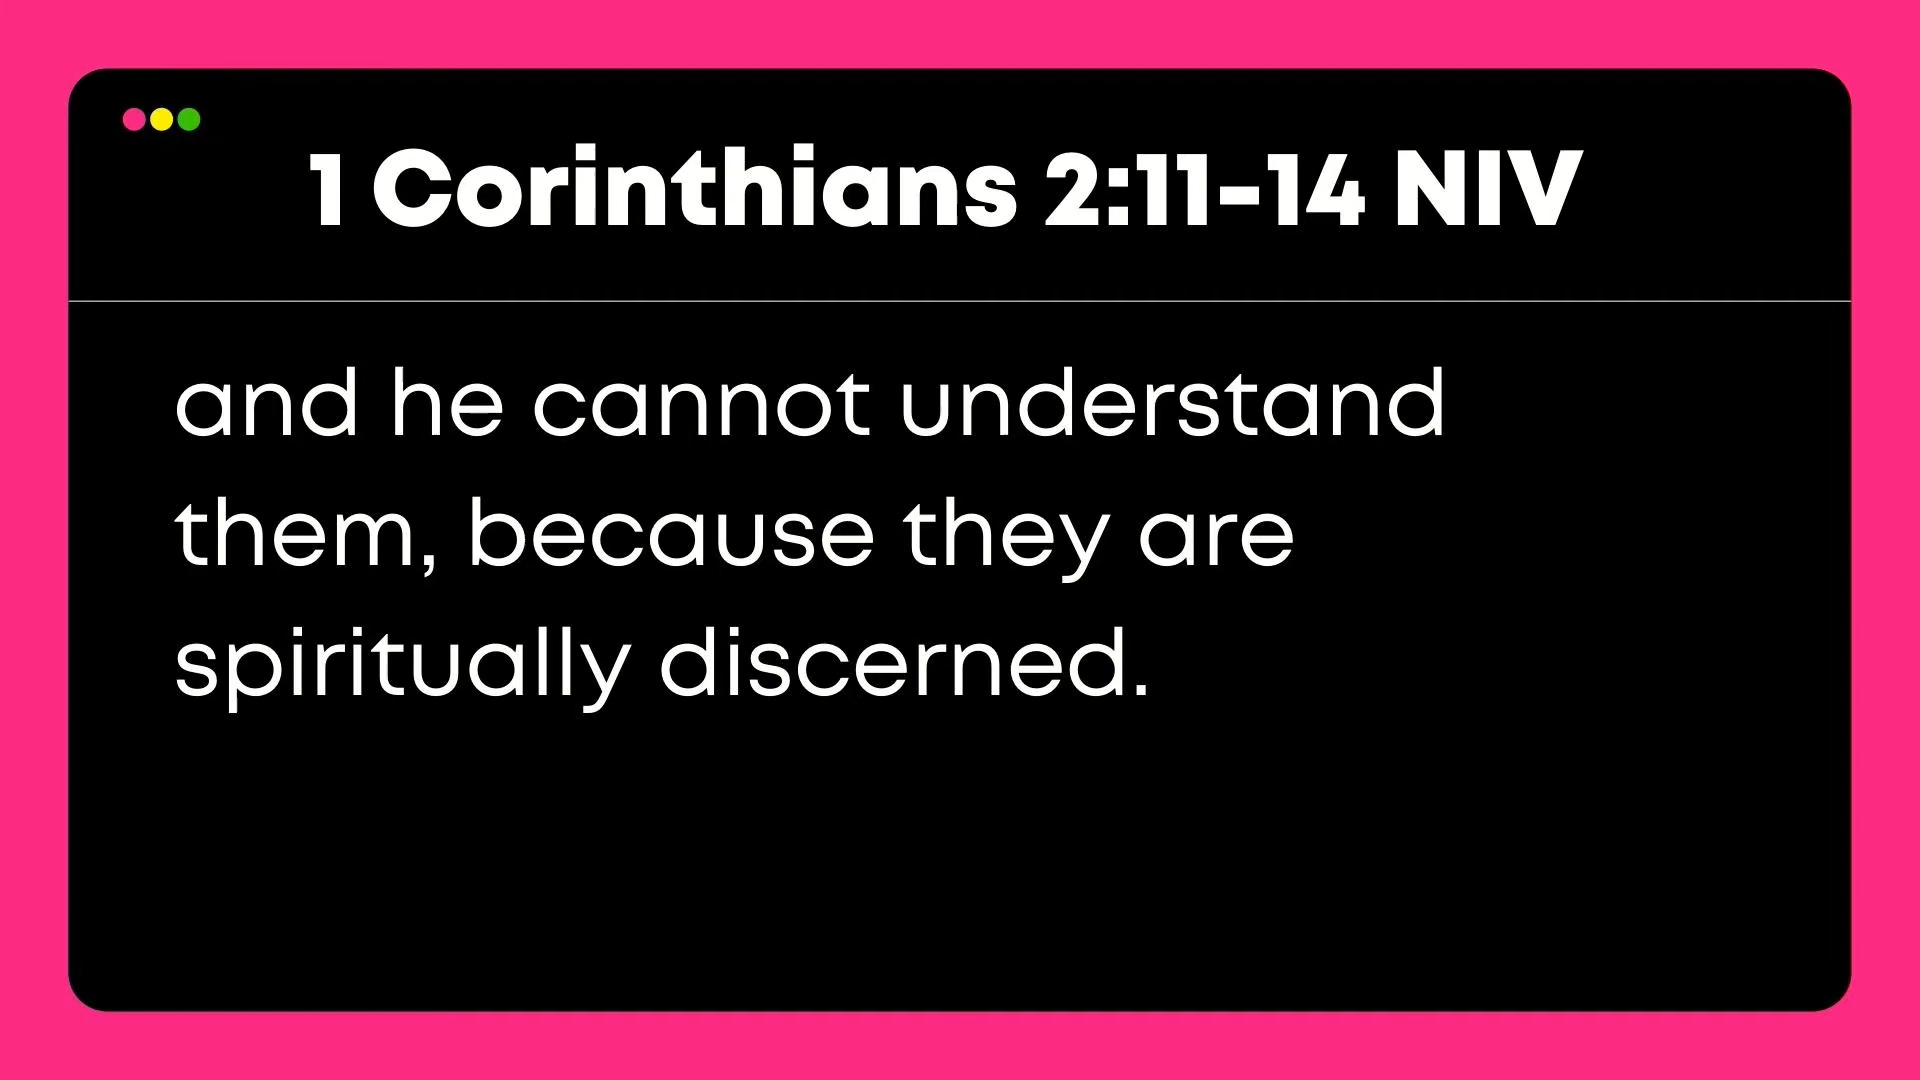 1 Corinthians 2:11-14 NIV
and he cannot understand
them, because they are
spiritually discerned.